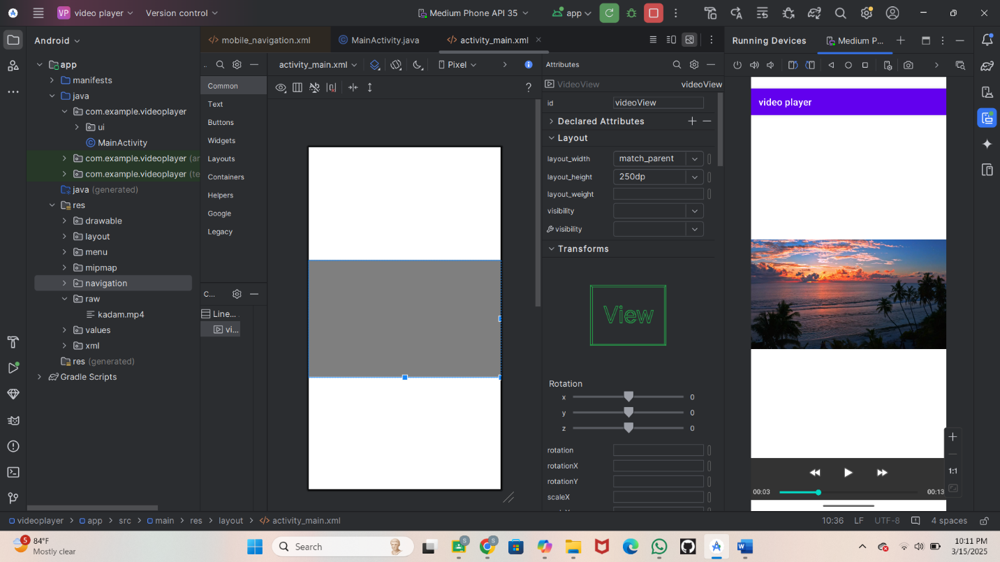 VP video player Version control Medium Phone API 35 app
Android
mobile_navigation.xml MainActivity.java activity_main.xml
Running Devices Medium P...
app
manifests
java
com.example.videoplayer
ui
MainActivity
com.example.videoplayer (ar
com.example.videoplayer (te
java (generated)
res
drawable
layout
menu
mipmap
navigation
raw
kadam.mp4
values
xml
res (generated)
Gradle Scripts
..
Common
Text
Buttons
Widgets
Layouts
Containers
Helpers
Google
Legacy
C...
Line...
vi...
activity_main.xml Pixel
?
Attributes
VideoView videoView
id videoView
Declared Attributes
Layout
layout_width match_parent
layout_height 250dp
layout_weight
visibility
visibility
Transforms
View
Rotation
x 0
y 0
z 0
rotation
rotationX
rotationY
scaleX
video player
00:03 00:13
1:1
videoplayer > app > src > main > res > layout > activity_main.xml
10:36 LF UTF-8 4 spaces
5
84°F
Mostly clear
Search
S
S
W
10:11 PM
3/15/2025